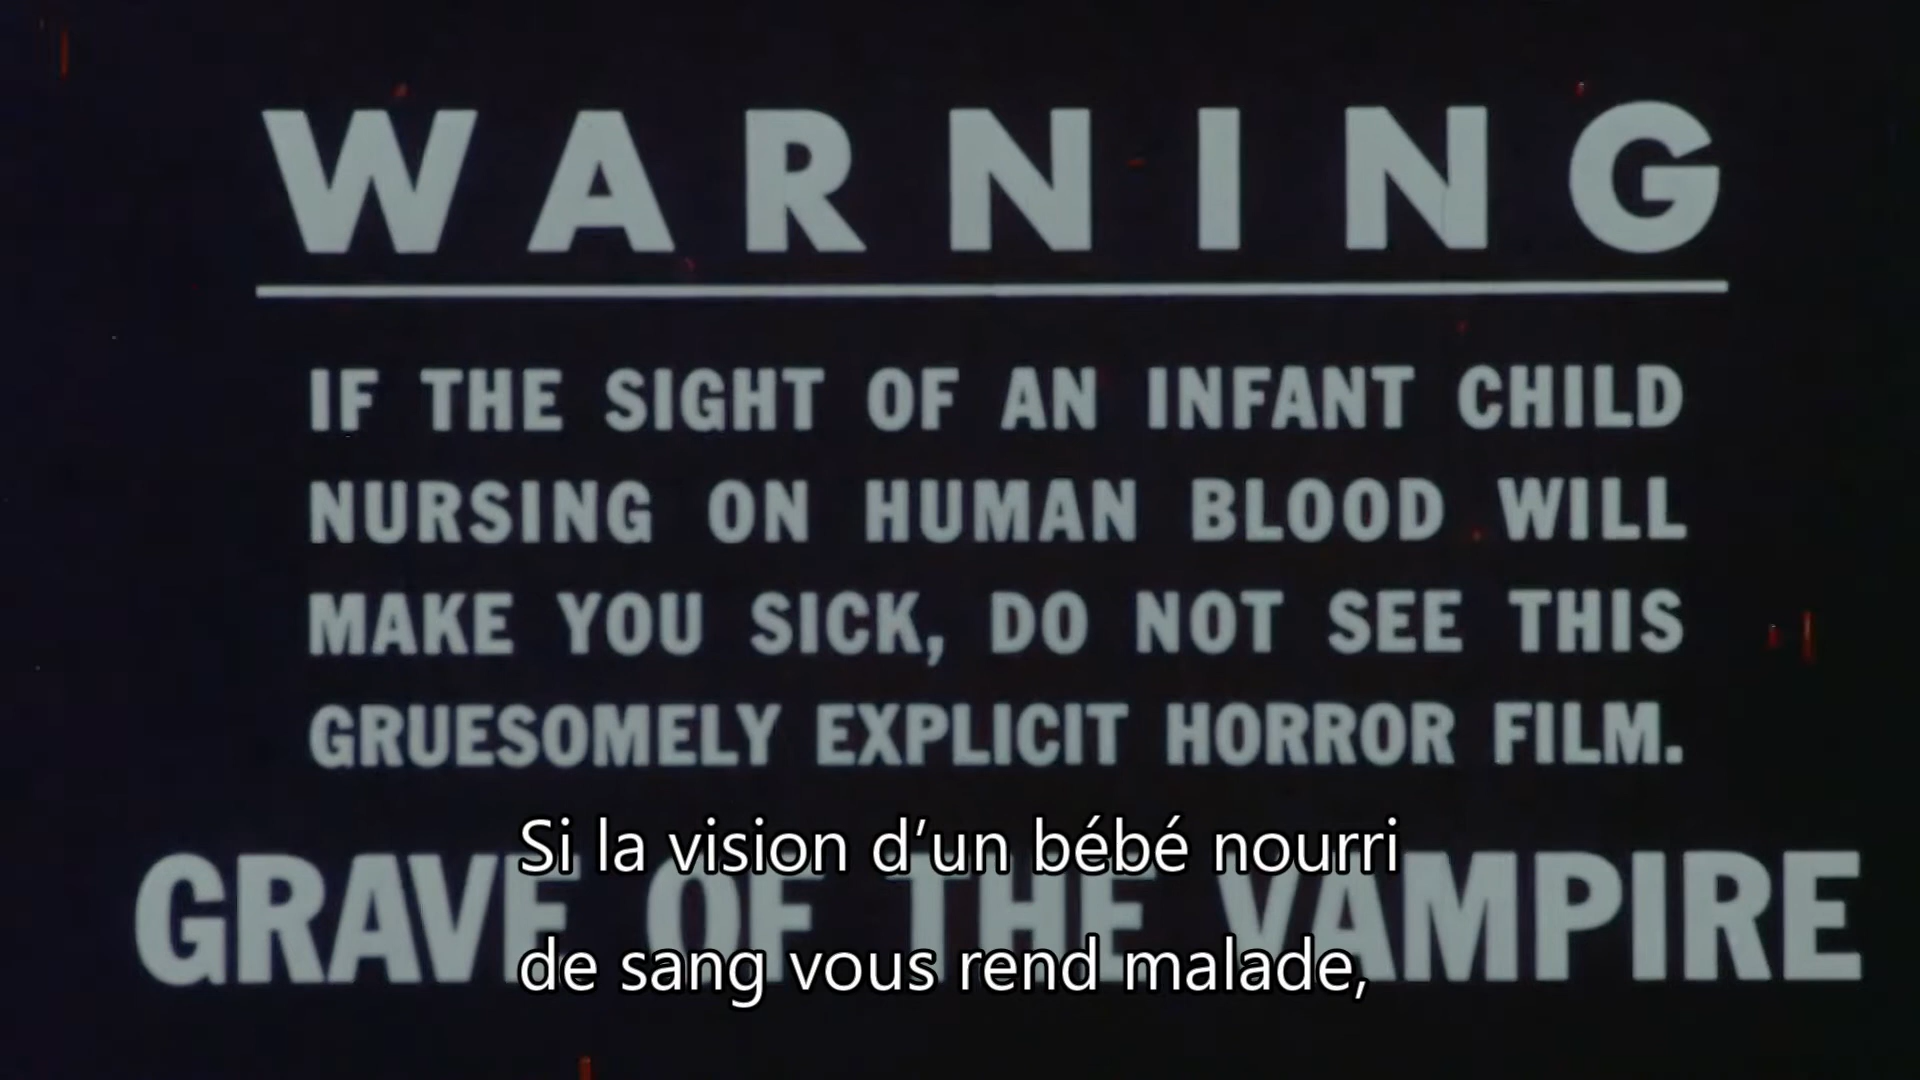 WARNING
IF THE SIGHT OF AN INFANT CHILD
NURSING ON HUMAN BLOOD WILL
MAKE YOU SICK, DO NOT SEE THIS
GRUESOMELY EXPLICIT HORROR FILM.
Si la vision d’un bébé nourri
GRAVE OF THE VAMPIRE
de sang vous rend malade,